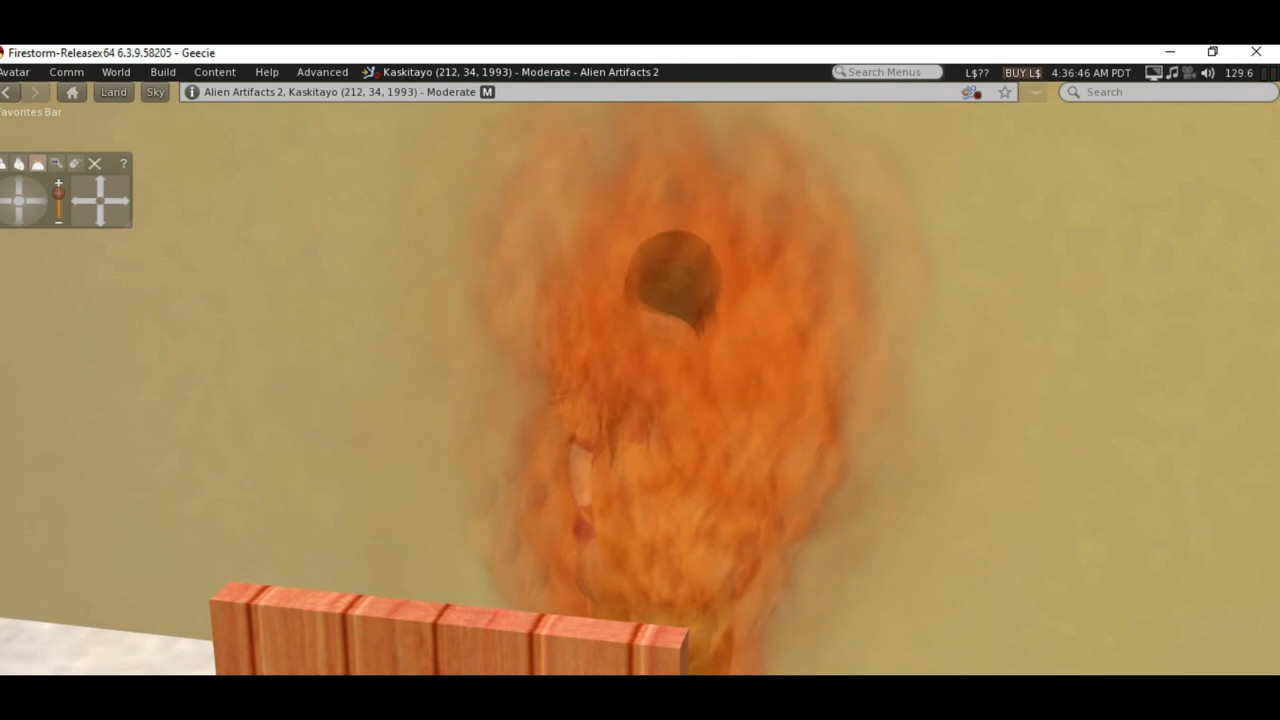 Firestorm-Releasex64 6.3.9.58205 - Geecie
Avatar Comm World Build Content Help Advanced Kaskitayo (212, 34, 1993) - Moderate - Alien Artifacts 2 Search Menus L$?? BUY L$ 4:36:46 AM PDT 129.6
Land Sky Alien Artifacts 2, Kaskitayo (212, 34, 1993) - Moderate M Search
Favorites Bar
?